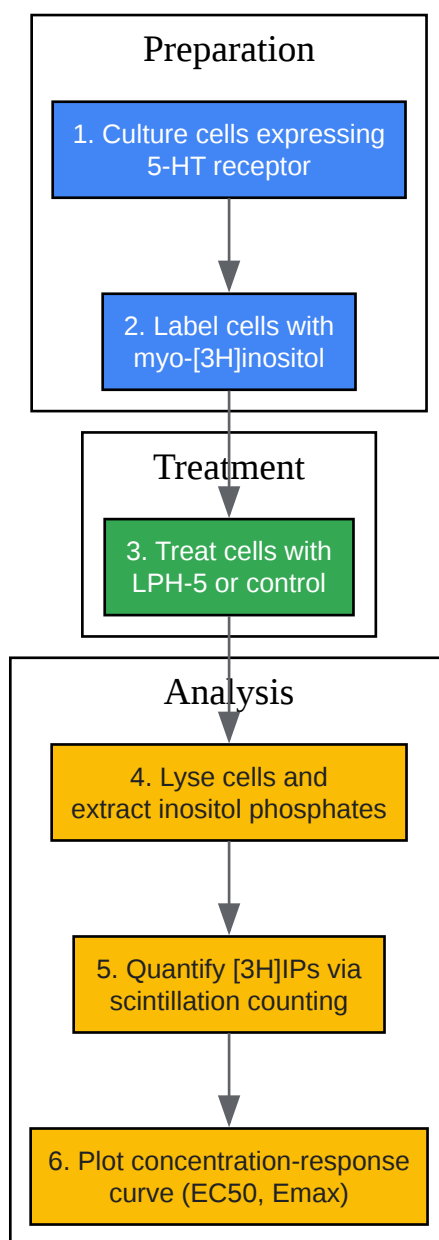 Preparation
1. Culture cells expressing
5-HT receptor
2. Label cells with
myo-[3H]inositol
Treatment
3. Treat cells with
LPH-5 or control
Analysis
4. Lyse cells and
extract inositol phosphates
5. Quantify [3H]IPs via
scintillation counting
6. Plot concentration-response
curve (EC50, Emax)